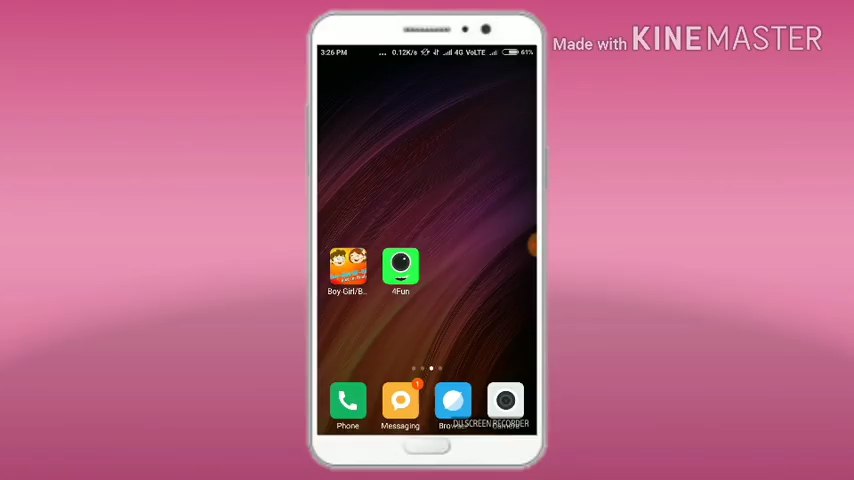 Made with KINEMASTER
3:26 PM ... 0.12K/s 4G VoLTE 61%
Boy Girl/B.. 4Fun
1
Phone Messaging
DU SCREEN RECORDER